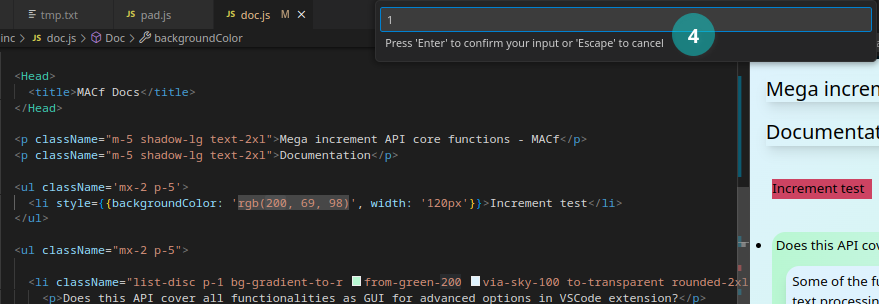 tmp.txt pad.js doc.js M
1
Press 'Enter' to confirm your input or 'Escape' to cancel
4
inc > doc.js > Doc > backgroundColor
<Head>
<title>MACf Docs</title>
</Head>
<p className="m-5 shadow-lg text-2xl">Mega increment API core functions - MACf</p>
<p className="m-5 shadow-lg text-2xl">Documentation</p>
<ul className='mx-2 p-5'>
<li style={{backgroundColor: 'rgb(200, 69, 98)', width: '120px'}}>Increment test</li>
</ul>
<ul className="mx-2 p-5">
<li className="list-disc p-1 bg-gradient-to-r from-green-200 via-sky-100 to-transparent rounded-2xl
<p>Does this API cover all functionalities as GUI for advanced options in VSCode extension?</p>
Mega increm
Documentat
Increment test
Does this API cov
Some of the fu
text processin